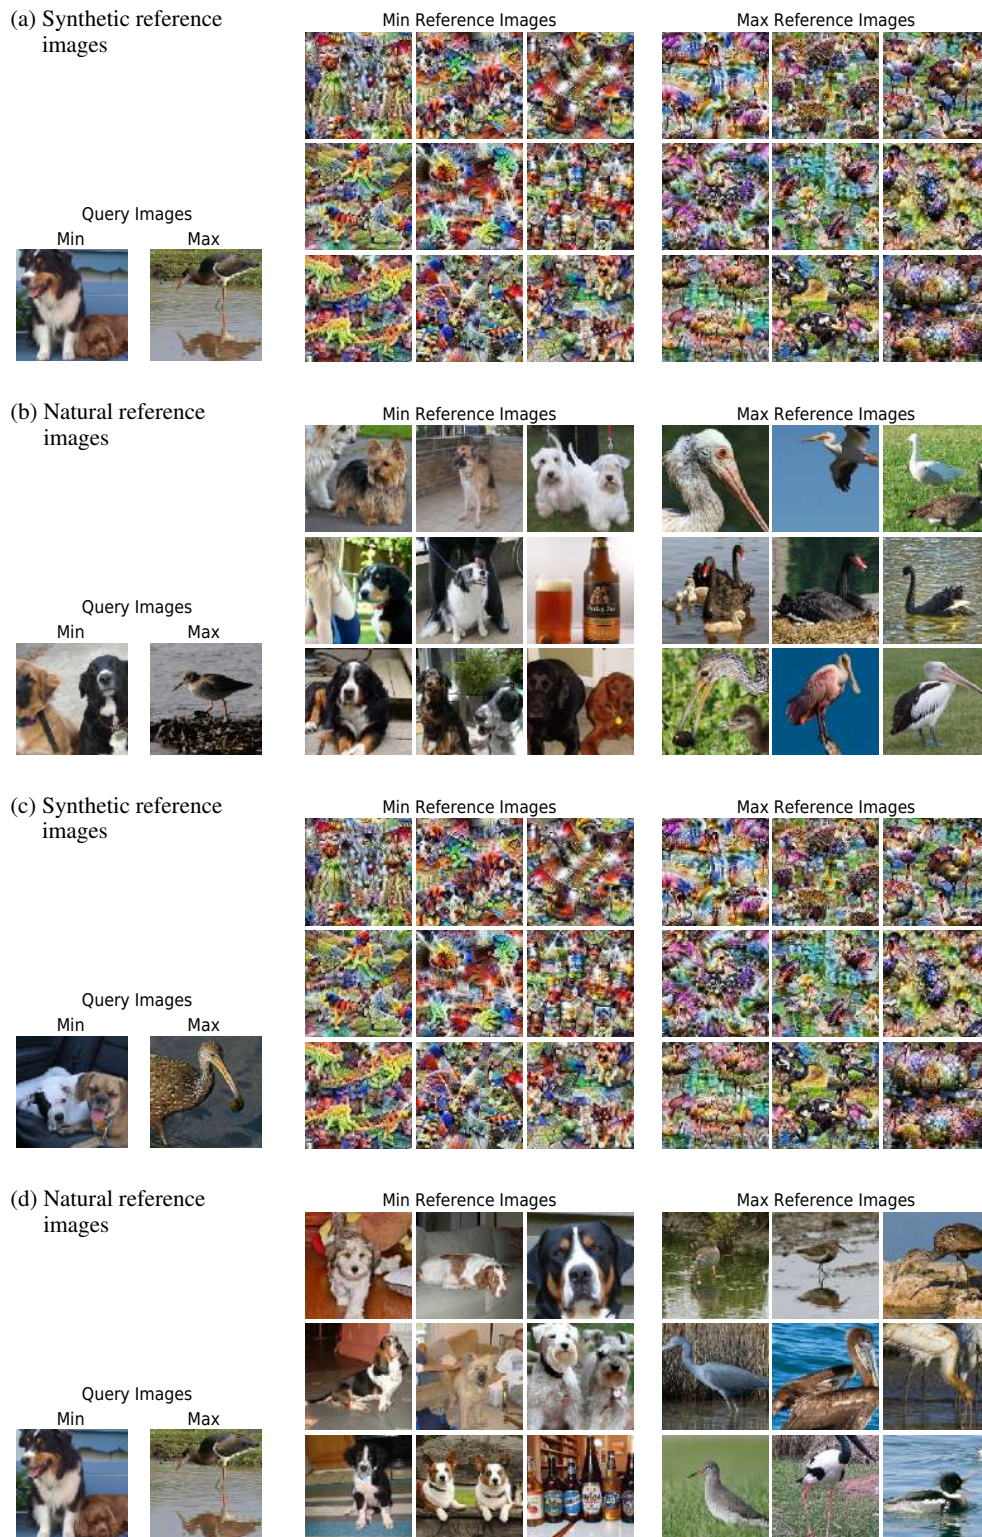 (a) Synthetic reference
images
Min Reference Images
Max Reference Images
Query Images
Min
Max
(b) Natural reference
images
Min Reference Images
Max Reference Images
Query Images
Min
Max
(c) Synthetic reference
images
Min Reference Images
Max Reference Images
Query Images
Min
Max
(d) Natural reference
images
Min Reference Images
Max Reference Images
Query Images
Min
Max